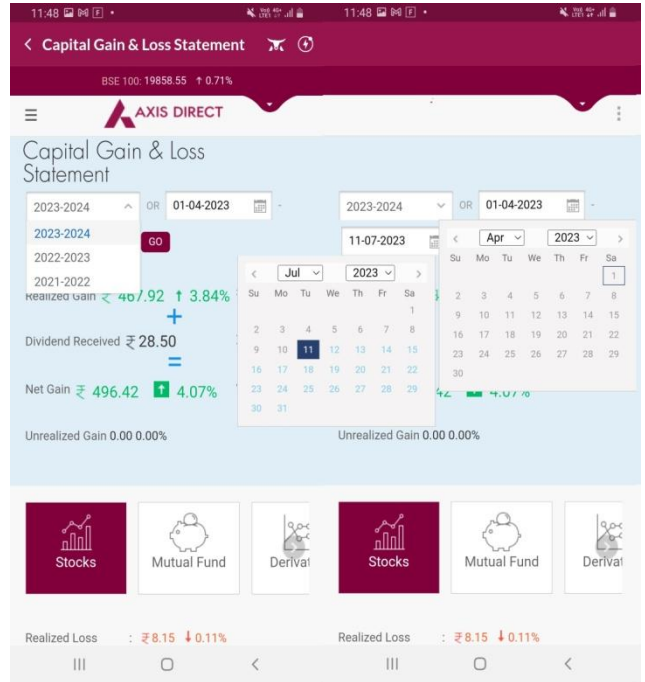 11:48
Capital Gain & Loss Statement
BSE 100: 19858.55 ↑ 0.71%
AXIS DIRECT
Capital Gain & Loss
Statement
2023-2024 OR 01-04-2023 -
2023-2024
2022-2023
2021-2022
GO
Realized Gain ₹ 467.92 ↑ 3.84%
+
Dividend Received ₹ 28.50
=
Net Gain ₹ 496.42 ↑ 4.07%
Unrealized Gain 0.00 0.00%
< Jul 2023 >
Su Mo Tu We Th Fr Sa
1
2 3 4 5 6 7 8
9 10 11 12 13 14 15
16 17 18 19 20 21 22
23 24 25 26 27 28 29
30 31
Stocks
Mutual Fund
Derivat
Realized Loss : ₹ 8.15 ↓ 0.11%
11:48
2023-2024 OR 01-04-2023 -
11-07-2023
< Apr 2023 >
Su Mo Tu We Th Fr Sa
1
2 3 4 5 6 7 8
9 10 11 12 13 14 15
16 17 18 19 20 21 22
23 24 25 26 27 28 29
30
42 4.07%
Unrealized Gain 0.00 0.00%
Stocks
Mutual Fund
Derivat
Realized Loss : ₹ 8.15 ↓ 0.11%